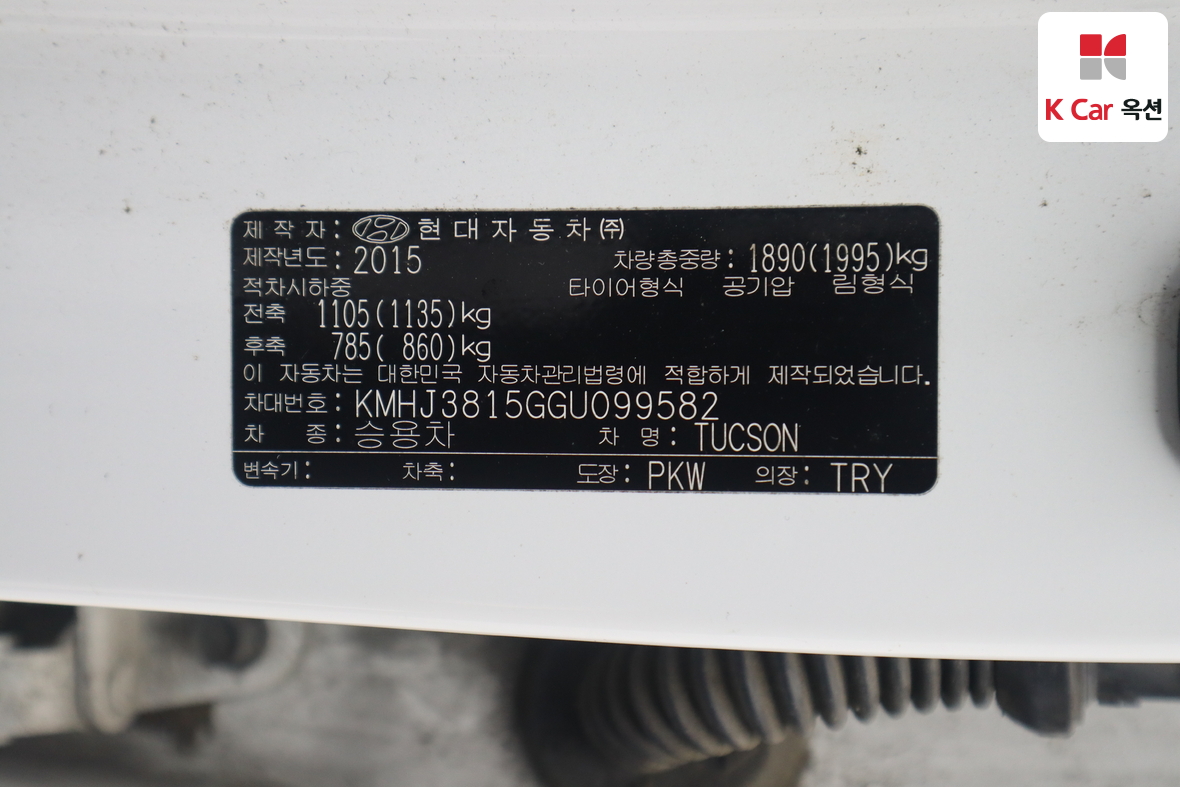 K Car 옥션
제 작 자 : 현 대 자 동 차 ㈜
제작년도 : 2015 차량총중량 : 1890(1995)kg
적차시하중 타이어형식 공기압 림형식
전축 1105(1135)kg
후축 785( 860)kg
이 자동차는 대한민국 자동차관리법령에 적합하게 제작되었습니다.
차대번호 : KMHJ3815GGU099582
차 종 : 승용차 차 명 : TUCSON
변속기 : 차축 : 도장 : PKW 의장 : TRY